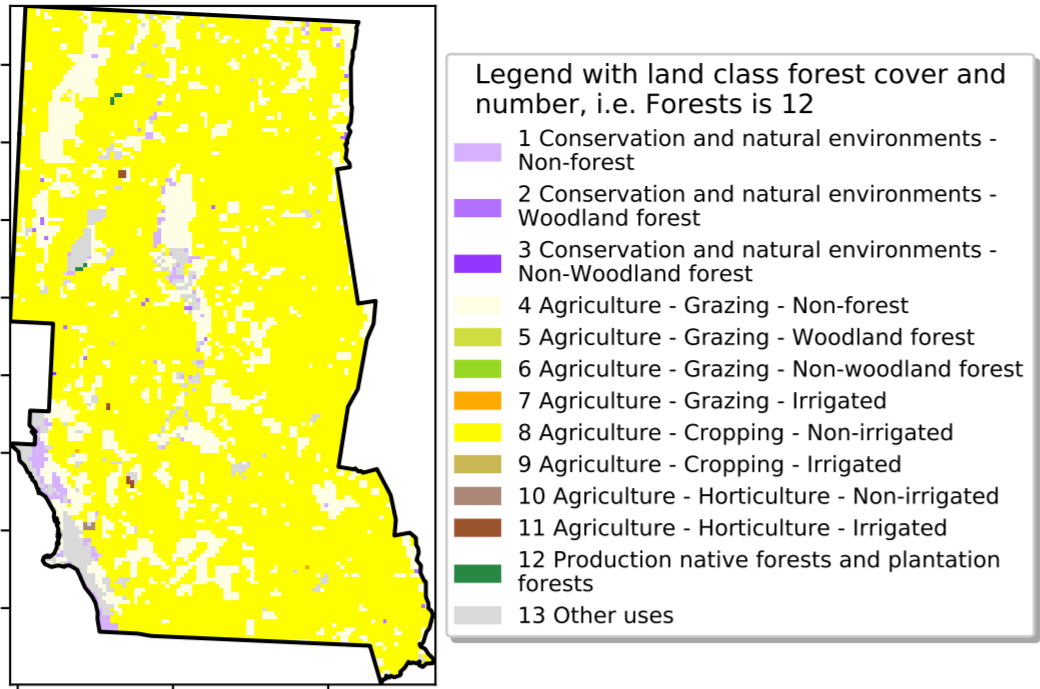 Legend with land class forest cover and
number, i.e. Forests is 12
1 Conservation and natural environments -
Non-forest
2 Conservation and natural environments -
Woodland forest
3 Conservation and natural environments -
Non-Woodland forest
4 Agriculture - Grazing - Non-forest
5 Agriculture - Grazing - Woodland forest
6 Agriculture - Grazing - Non-woodland forest
7 Agriculture - Grazing - Irrigated
8 Agriculture - Cropping - Non-irrigated
9 Agriculture - Cropping - Irrigated
10 Agriculture - Horticulture - Non-irrigated
11 Agriculture - Horticulture - Irrigated
12 Production native forests and plantation
forests
13 Other uses